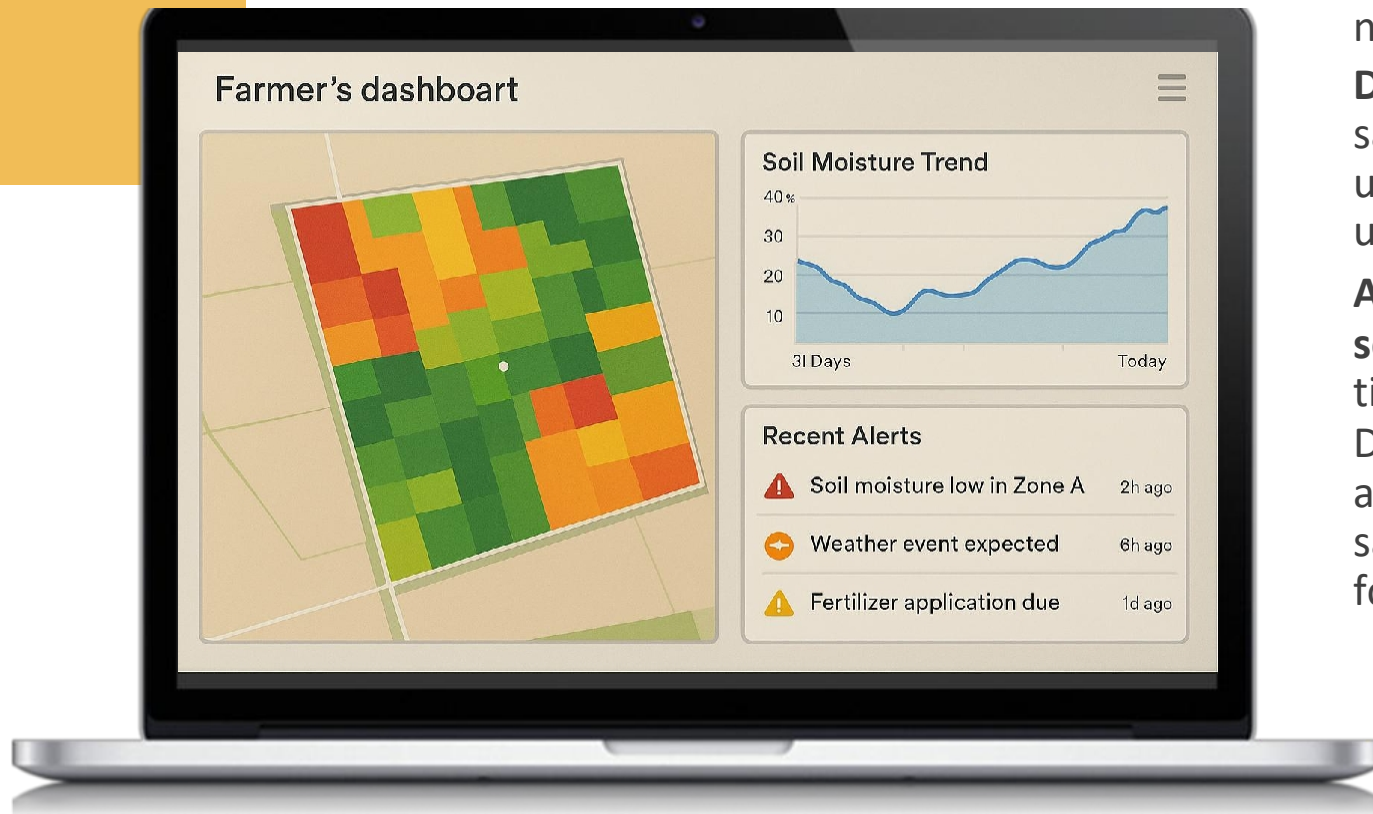 Farmer's dashboart
Soil Moisture Trend
40%
30
20
10
31 Days
Today
Recent Alerts
Soil moisture low in Zone A 2h ago
Weather event expected 6h ago
Fertilizer application due 1d ago